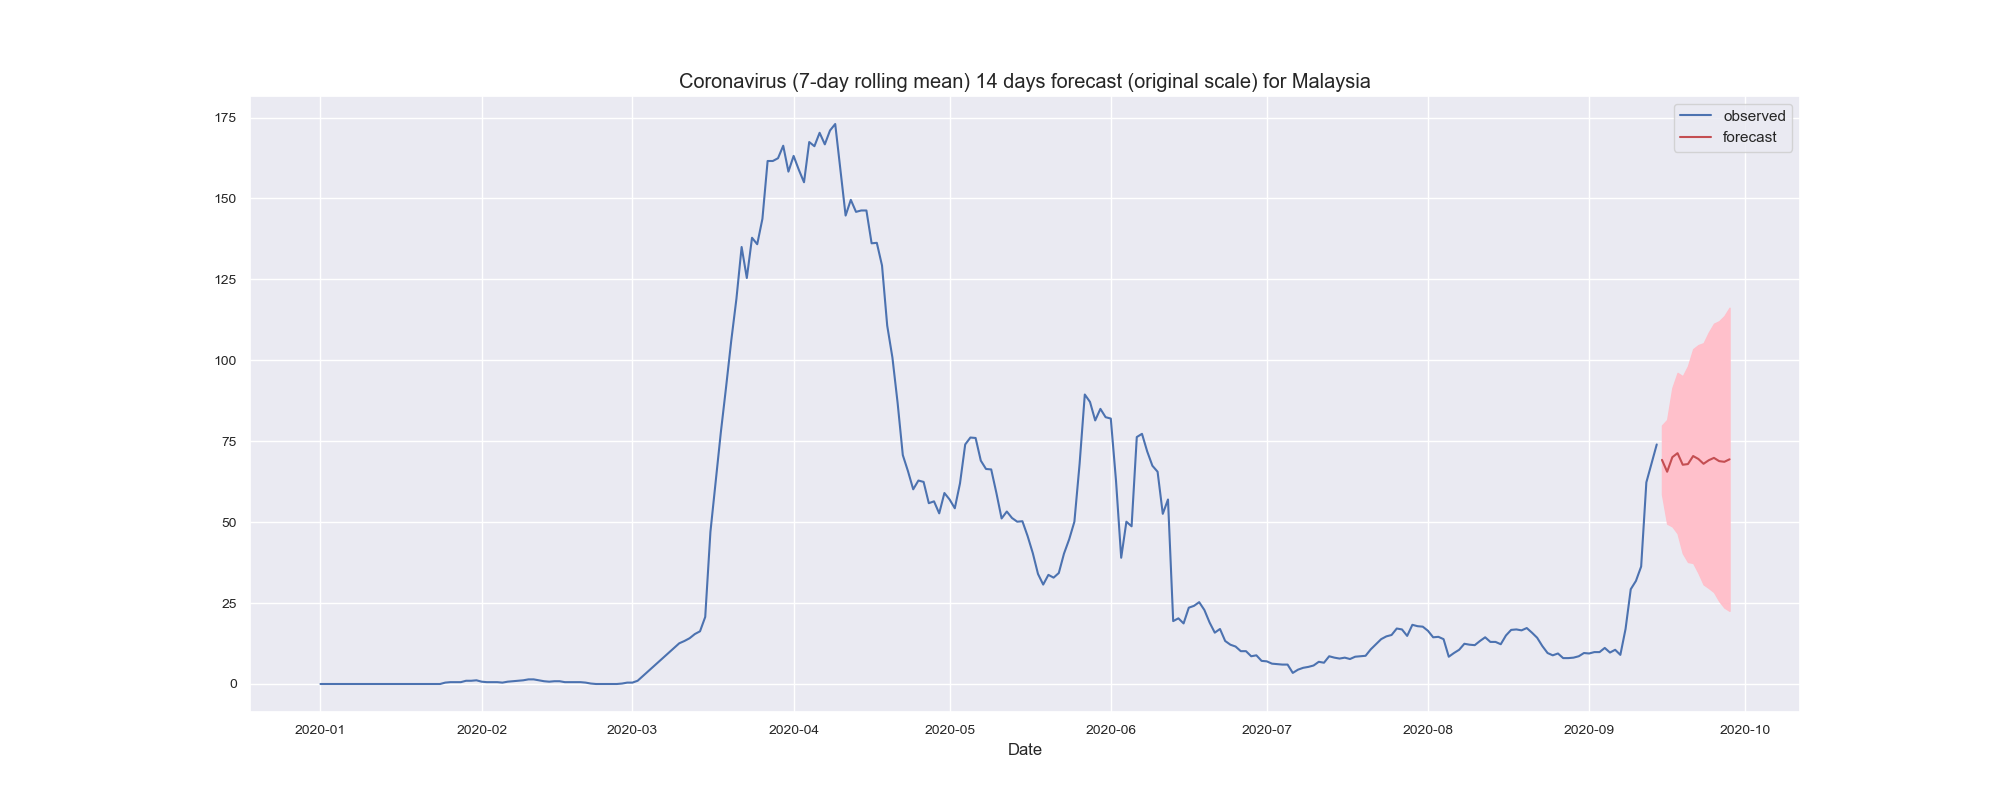 Coronavirus (7-day rolling mean) 14 days forecast (original scale) for Malaysia
observed
forecast
175
150
125
100
75
50
25
0
2020-01 2020-02 2020-03 2020-04 2020-05 2020-06 2020-07 2020-08 2020-09 2020-10
Date